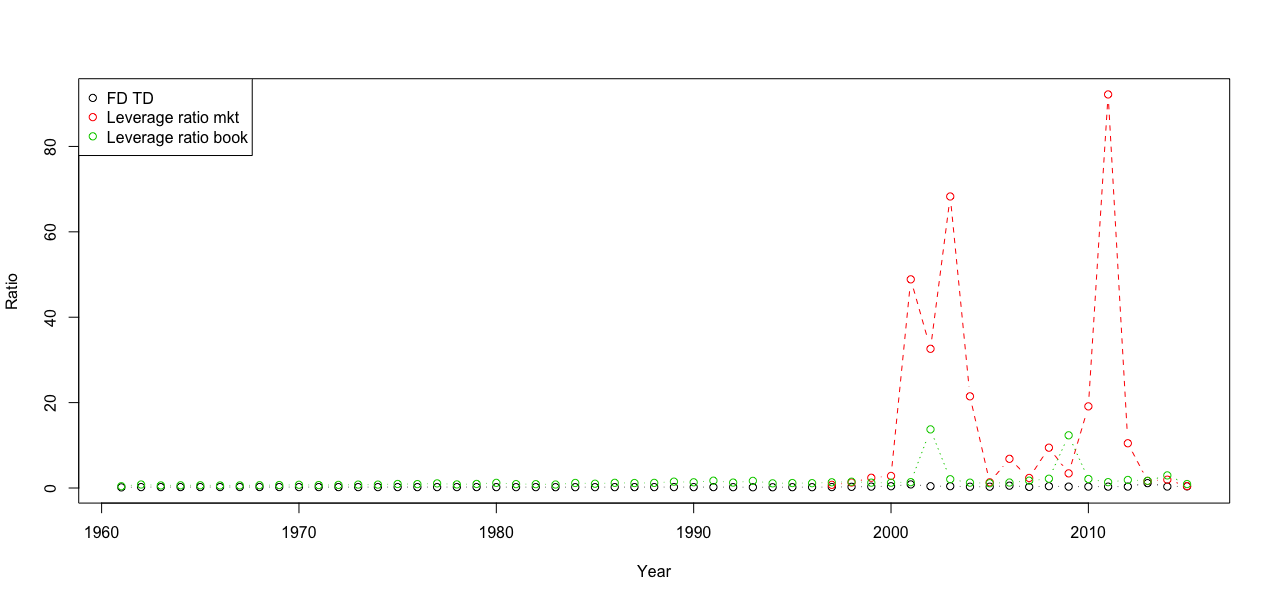 FD TD
Leverage ratio mkt
Leverage ratio book
80
60
40
20
0
Ratio
1960 1970 1980 1990 2000 2010
Year